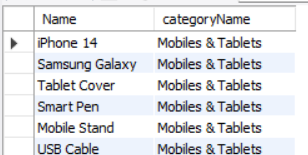 Name categoryName
iPhone 14 Mobiles & Tablets
Samsung Galaxy Mobiles & Tablets
Tablet Cover Mobiles & Tablets
Smart Pen Mobiles & Tablets
Mobile Stand Mobiles & Tablets
USB Cable Mobiles & Tablets